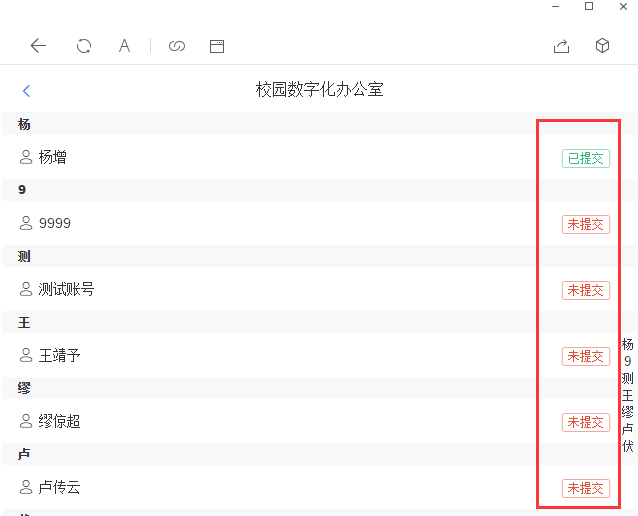 A
校园数字化办公室
杨
杨增
已提交
9
9999
未提交
测
测试账号
未提交
王
王靖予
未提交
缪
缪倞超
未提交
卢
卢传云
未提交
杨
9
测
王
缪
卢
伏